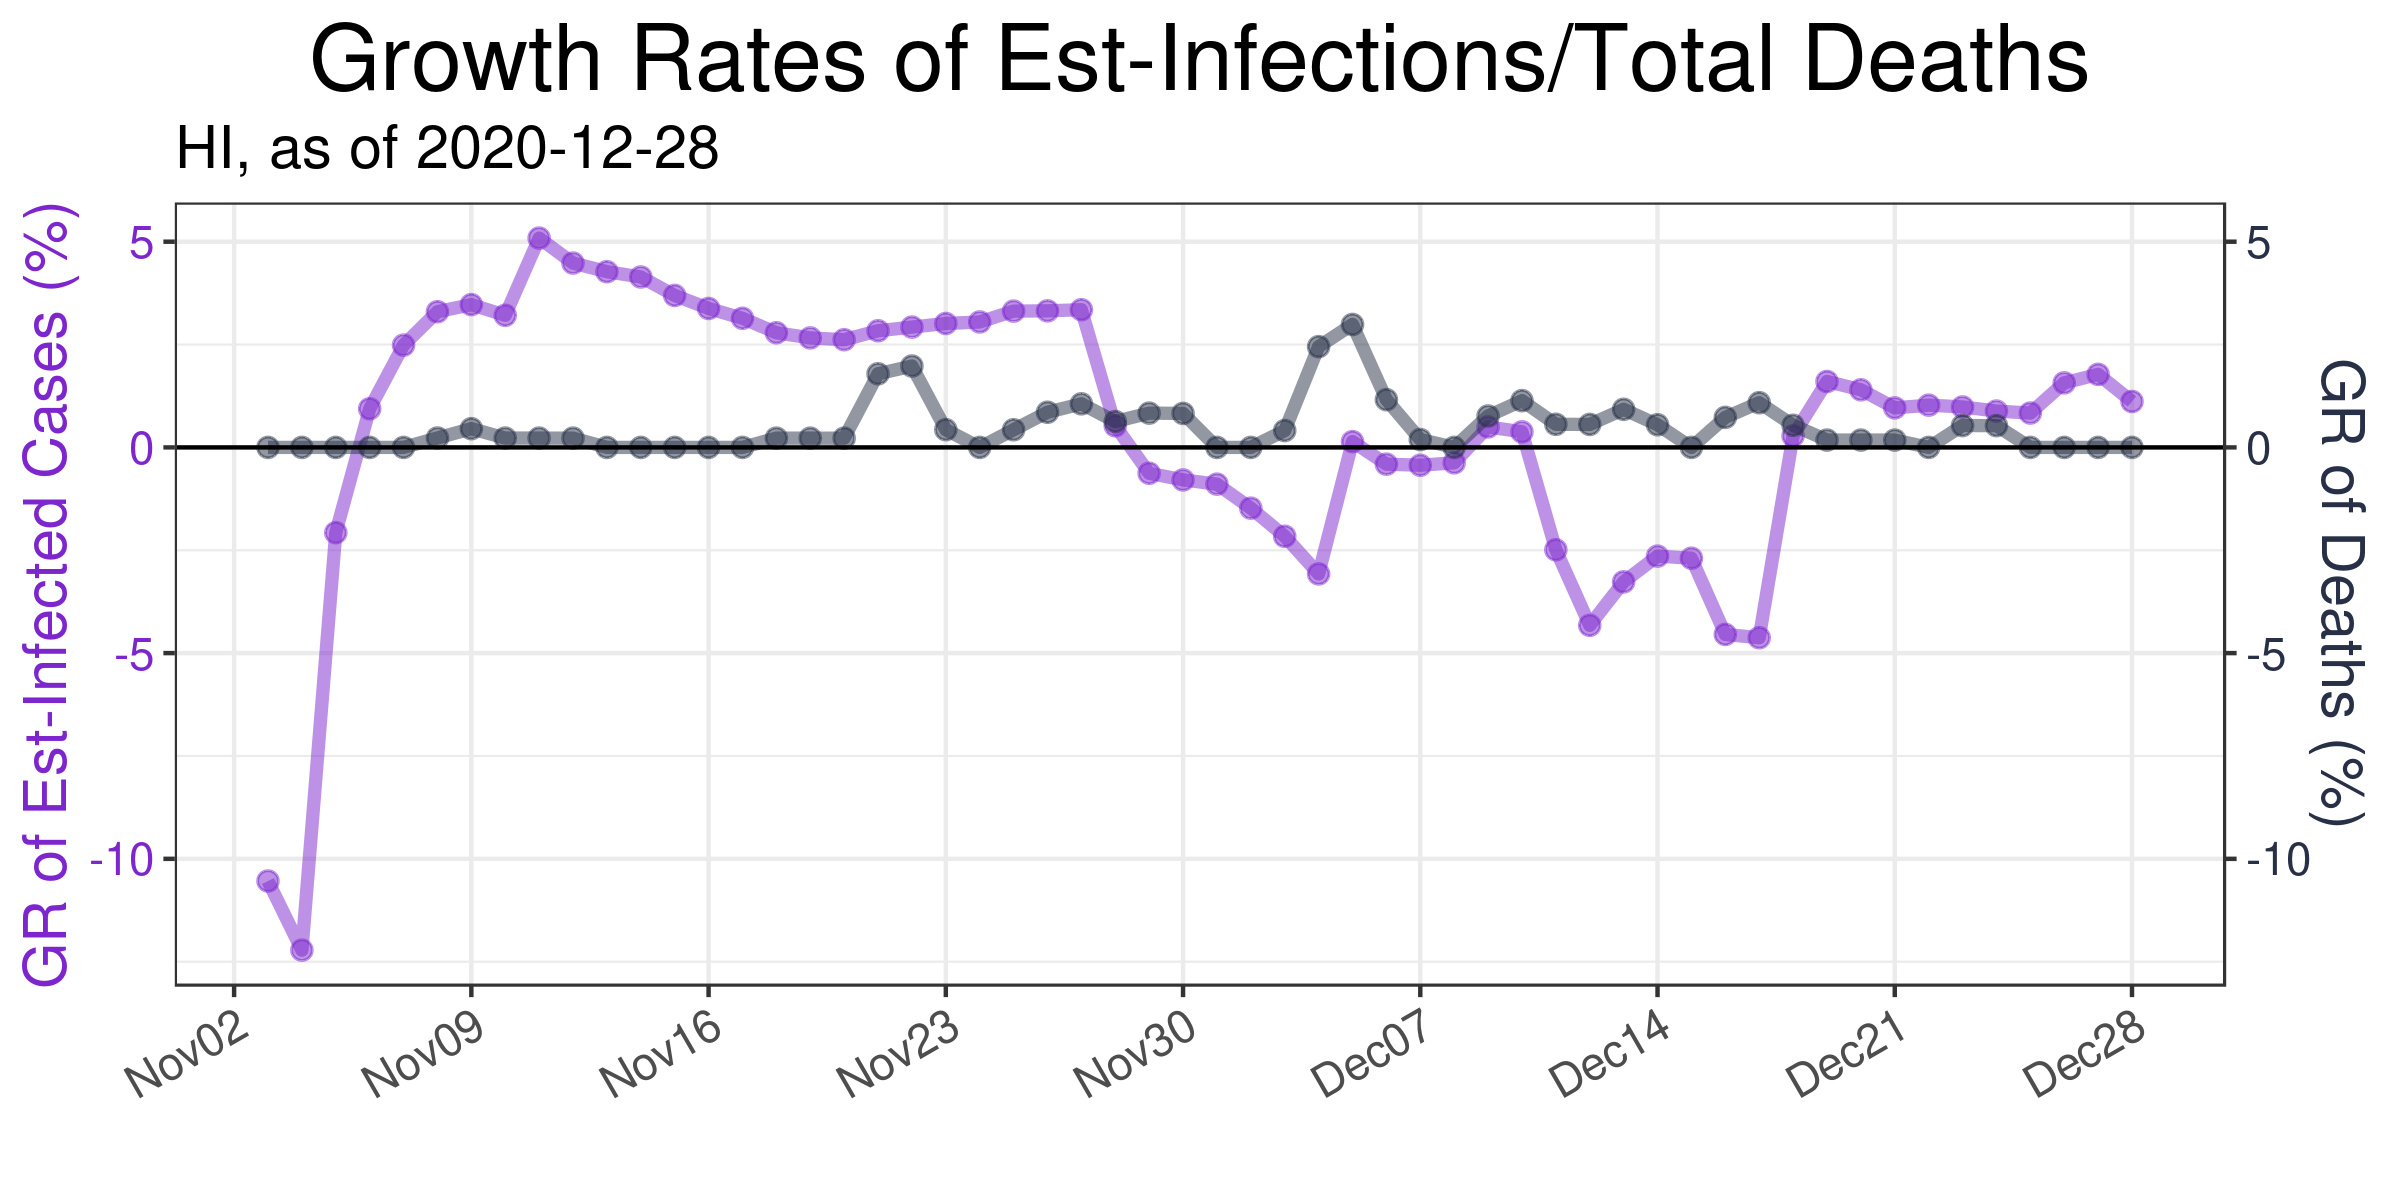 Growth Rates of Est-Infections/Total Deaths
HI, as of 2020-12-28
GR of Est-Infected Cases (%)
5
0
-5
-10
5
0
-5
-10
GR of Deaths (%)
Nov02
Nov09
Nov16
Nov23
Nov30
Dec07
Dec14
Dec21
Dec28